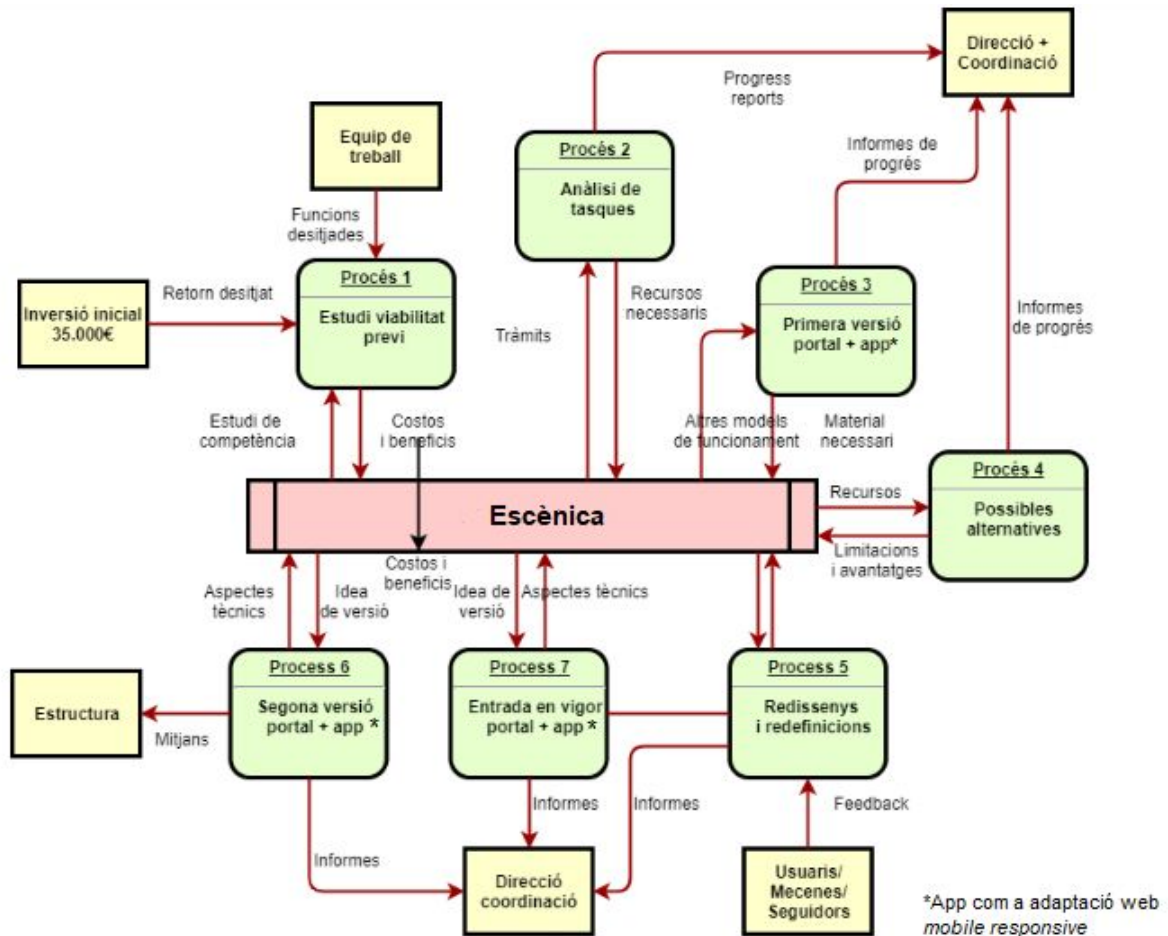 Direcció +
Coordinació
Progress
reports
Equip de
treball
Procés 2
Anàlisi de
tasques
Informes de
progrés
Funcions
desitjades
Procés 1
Estudi viabilitat
previ
Retorn desitjat
Inversió inicial
35.000€
Recursos
necessaris
Tràmits
Procés 3
Primera versió
portal + app*
Informes
de progrés
Estudi de
competència
Costos
i beneficis
Altres models
de funcionament
Material
necessari
Procés 4
Possibles
alternatives
Recursos
Escènica
Limitacions
i avantatges
Costos i
beneficis
Aspectes
tècnics
Idea
de versió
Idea de
versió
Aspectes tècnics
Process 6
Segona versió
portal + app *
Process 7
Entrada en vigor
portal + app *
Process 5
Redissenys
i redefinicions
Estructura
Mitjans
Informes
Informes
Feedback
Informes
Direcció
coordinació
Usuaris/
Mecenes/
Seguidors
*App com a adaptació web
mobile responsive